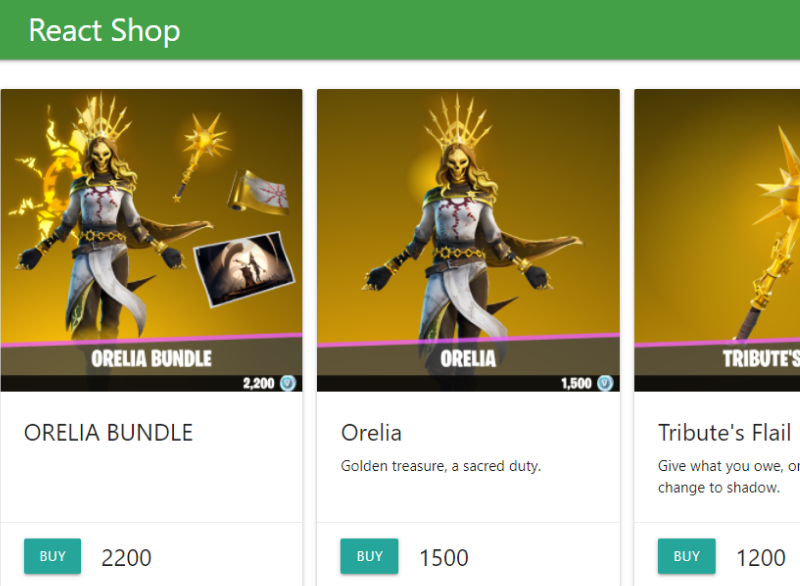 React Shop
ORELIA BUNDLE
2,200
ORELIA
1,500
TRIBUTE'S
ORELIA BUNDLE
Orelia
Golden treasure, a sacred duty.
Tribute's Flail
Give what you owe, or
change to shadow.
BUY 2200
BUY 1500
BUY 1200